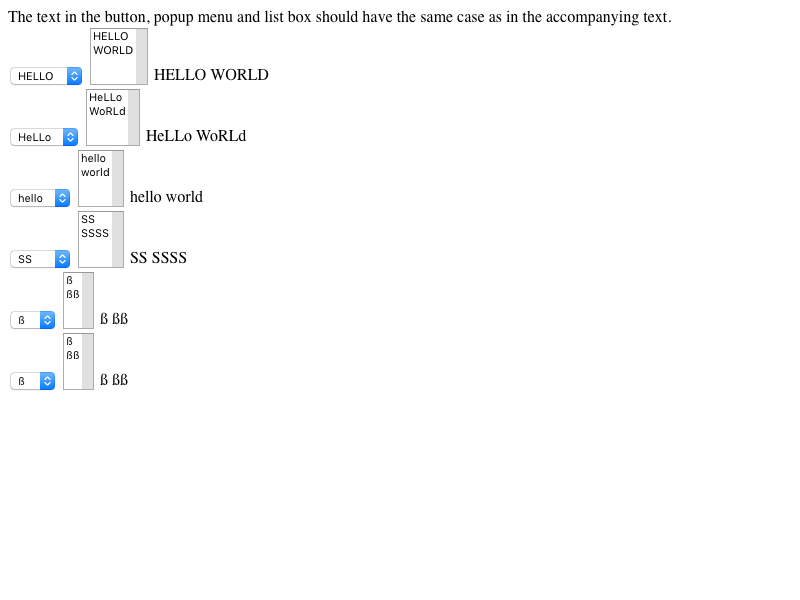 The text in the button, popup menu and list box should have the same case as in the accompanying text.
HELLO
WORLD
HELLO HELLO WORLD
HeLLo
WoRLd
HeLLo HeLLo WoRLd
hello
world
hello hello world
SS
SSSS
SS SS SSSS
ß
ßß
ß ß ßß
ß
ßß
ß ß ßß